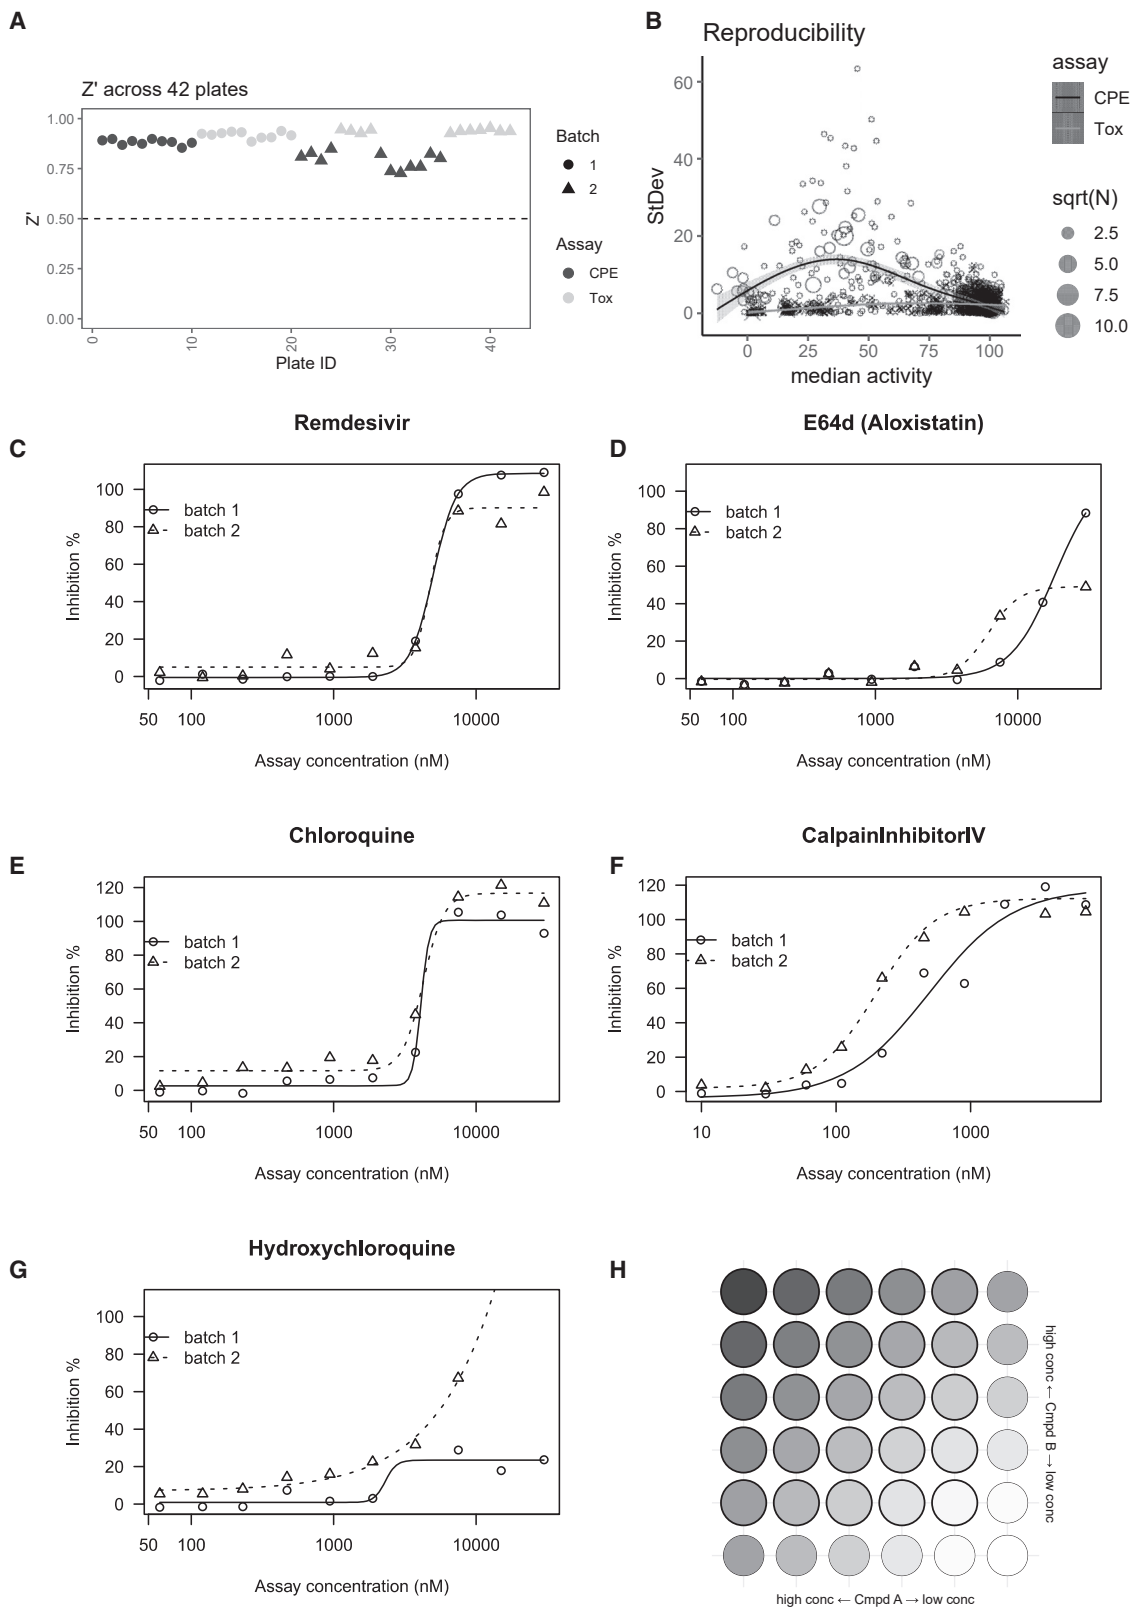 A
Z' across 42 plates
1.00
0.75
0.50
0.25
0.00
Z'
0
10
20
30
40
Plate ID
Batch
1
2
Assay
CPE
Tox
B
Reproducibility
60
40
20
0
StDev
0
25
50
75
100
median activity
assay
CPE
Tox
sqrt(N)
2.5
5.0
7.5
10.0
C
Remdesivir
100
80
60
40
20
0
Inhibition %
batch 1
batch 2
50
100
1000
10000
Assay concentration (nM)
D
E64d (Aloxistatin)
100
80
60
40
20
0
Inhibition %
batch 1
batch 2
50
100
1000
10000
Assay concentration (nM)
E
Chloroquine
120
100
80
60
40
20
0
Inhibition %
batch 1
batch 2
50
100
1000
10000
Assay concentration (nM)
F
CalpainInhibitorIV
120
100
80
60
40
20
0
Inhibition %
batch 1
batch 2
10
100
1000
Assay concentration (nM)
G
Hydroxychloroquine
100
80
60
40
20
0
Inhibition %
batch 1
batch 2
50
100
1000
10000
Assay concentration (nM)
H
high conc ← Cmpd B → low conc
high conc ← Cmpd A → low conc